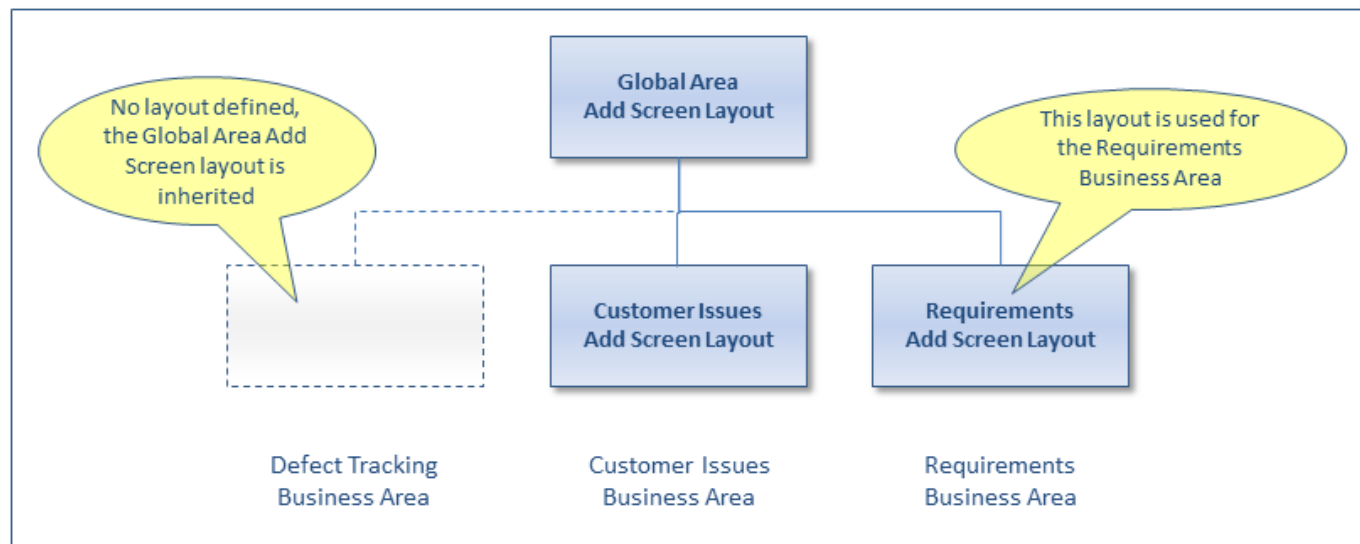 Global Area
Add Screen Layout
No layout defined,
the Global Area Add
Screen layout is
inherited
This layout is used for
the Requirements
Business Area
Customer Issues
Add Screen Layout
Requirements
Add Screen Layout
Defect Tracking
Business Area
Customer Issues
Business Area
Requirements
Business Area